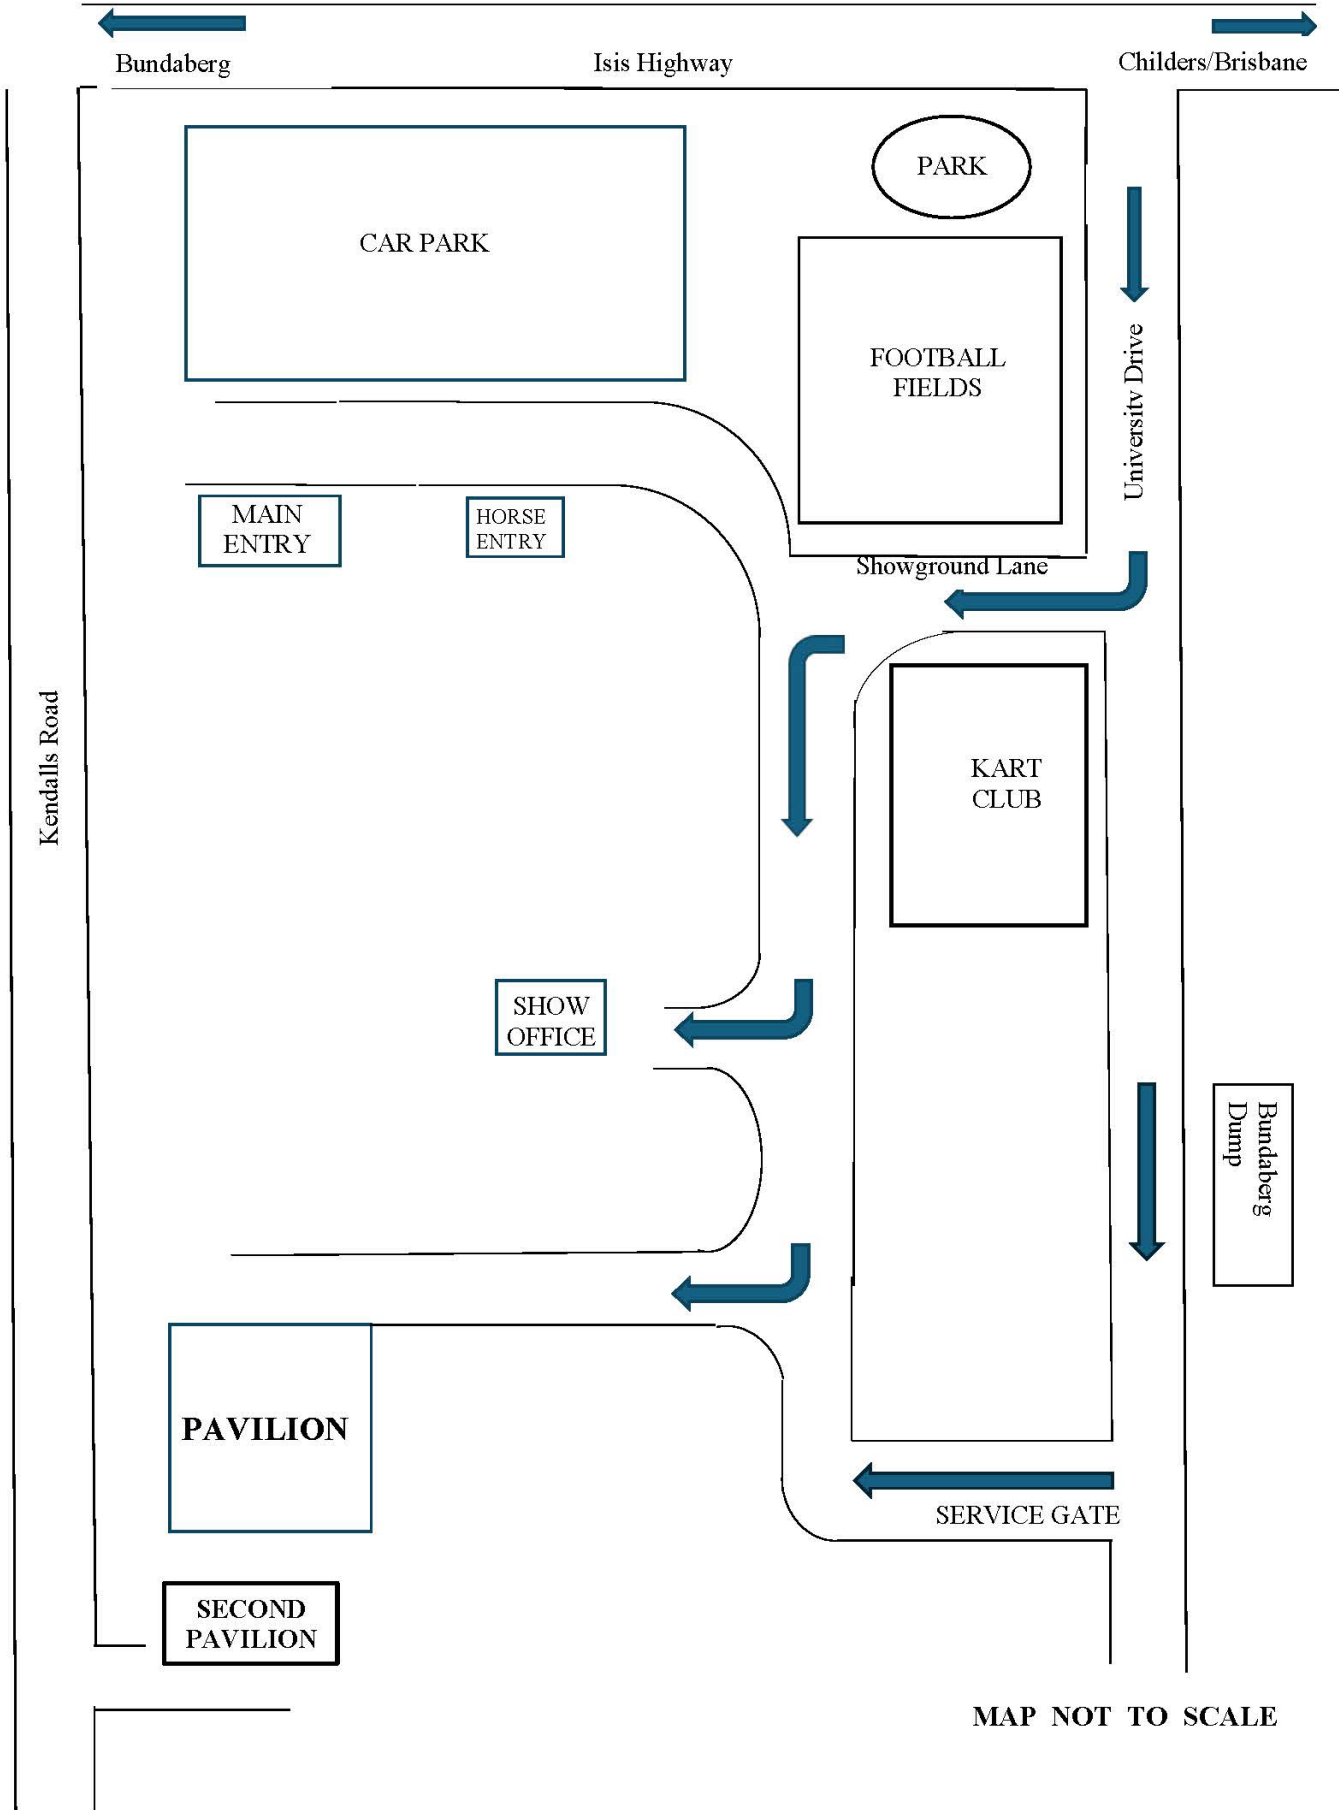 Bundaberg
Isis Highway
Childers/Brisbane
PARK
CAR PARK
FOOTBALL
FIELDS
University Drive
MAIN
ENTRY
HORSE
ENTRY
Showground Lane
Kendalls Road
KART
CLUB
SHOW
OFFICE
Bundaberg
Dump
PAVILION
SERVICE GATE
SECOND
PAVILION
MAP NOT TO SCALE